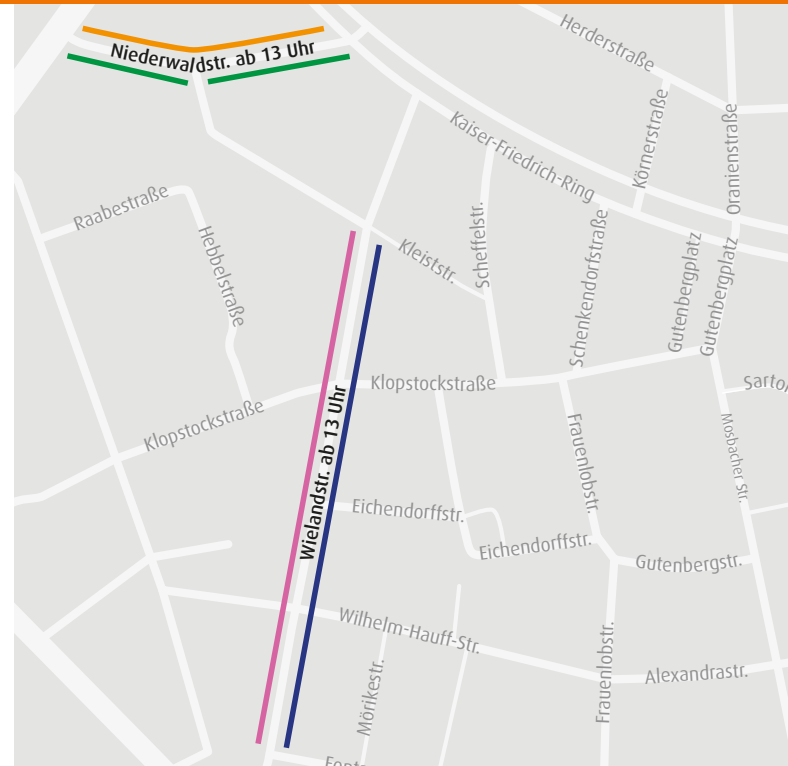 Herderstraße
Niederwaldstr. ab 13 Uhr
Kaiser-Friedrich-Ring
Körnerstraße
Oranienstraße
Raabestraße
Hebbelstraße
Kleiststr.
Scheffelstr.
Schenkendorfstraße
Gutenbergplatz
Gutenbergplatz
Klopstockstraße
Klopstockstraße
Wielandstr. ab 13 Uhr
Frauenlobstr.
Mosbacher Str.
Eichendorffstr.
Eichendorffstr.
Gutenbergstr.
Wilhelm-Hauff-Str.
Mörikestr.
Frauenlobstr.
Alexandrastr.